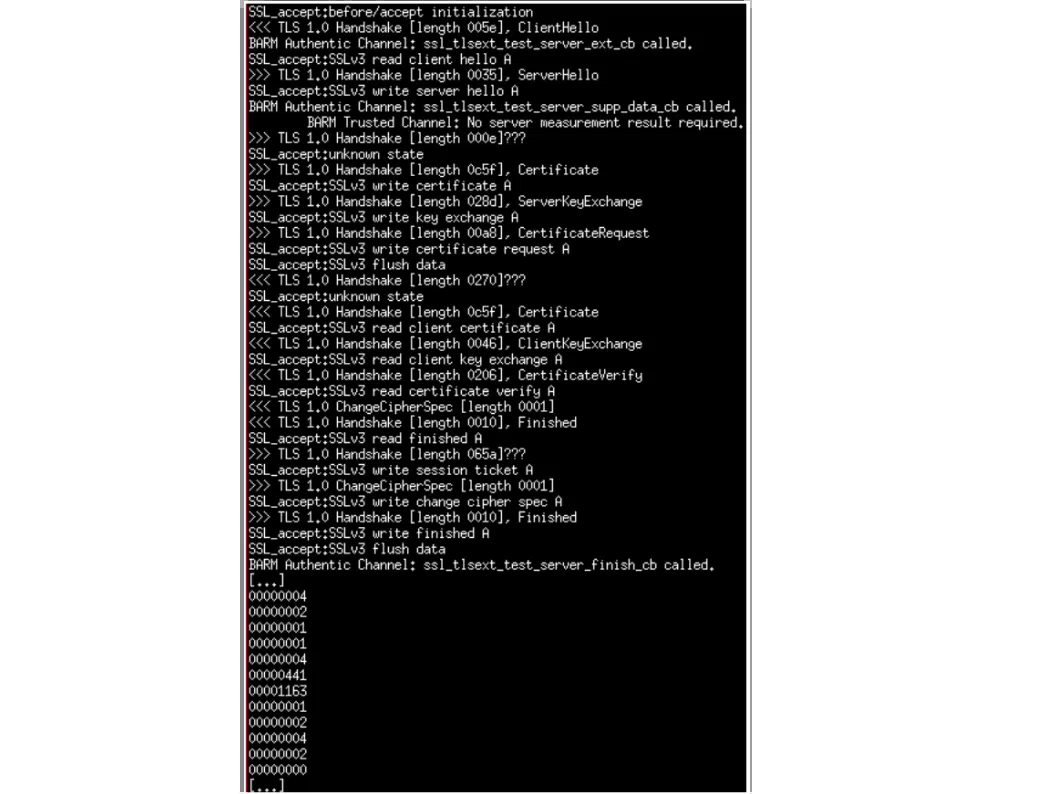 SSL_accept:before/accept initialization
<<< TLS 1.0 Handshake [length 005e], ClientHello
BARM Authentic Channel: ssl_tlsext_test_server_ext_cb called.
SSL_accept:SSLv3 read client hello A
>>> TLS 1.0 Handshake [length 0035], ServerHello
SSL_accept:SSLv3 write server hello A
BARM Authentic Channel: ssl_tlsext_test_server_supp_data_cb called.
BARM Trusted Channel: No server measurement result required.
>>> TLS 1.0 Handshake [length 000e]???
SSL_accept:unknown state
>>> TLS 1.0 Handshake [length 0c5f], Certificate
SSL_accept:SSLv3 write certificate A
>>> TLS 1.0 Handshake [length 028d], ServerKeyExchange
SSL_accept:SSLv3 write key exchange A
>>> TLS 1.0 Handshake [length 00a8], CertificateRequest
SSL_accept:SSLv3 write certificate request A
SSL_accept:SSLv3 flush data
<<< TLS 1.0 Handshake [length 0270]???
SSL_accept:unknown state
<<< TLS 1.0 Handshake [length 0c5f], Certificate
SSL_accept:SSLv3 read client certificate A
<<< TLS 1.0 Handshake [length 0046], ClientKeyExchange
SSL_accept:SSLv3 read client key exchange A
<<< TLS 1.0 Handshake [length 0206], CertificateVerify
SSL_accept:SSLv3 read certificate verify A
<<< TLS 1.0 ChangeCipherSpec [length 0001]
<<< TLS 1.0 Handshake [length 0010], Finished
SSL_accept:SSLv3 read finished A
>>> TLS 1.0 Handshake [length 065a]???
SSL_accept:SSLv3 write session ticket A
>>> TLS 1.0 ChangeCipherSpec [length 0001]
SSL_accept:SSLv3 write change cipher spec A
>>> TLS 1.0 Handshake [length 0010], Finished
SSL_accept:SSLv3 write finished A
SSL_accept:SSLv3 flush data
BARM Authentic Channel: ssl_tlsext_test_server_finish_cb called.
[...]
00000004
00000002
00000001
00000001
00000004
00000441
00001163
00000001
00000002
00000004
00000002
00000000
[...]